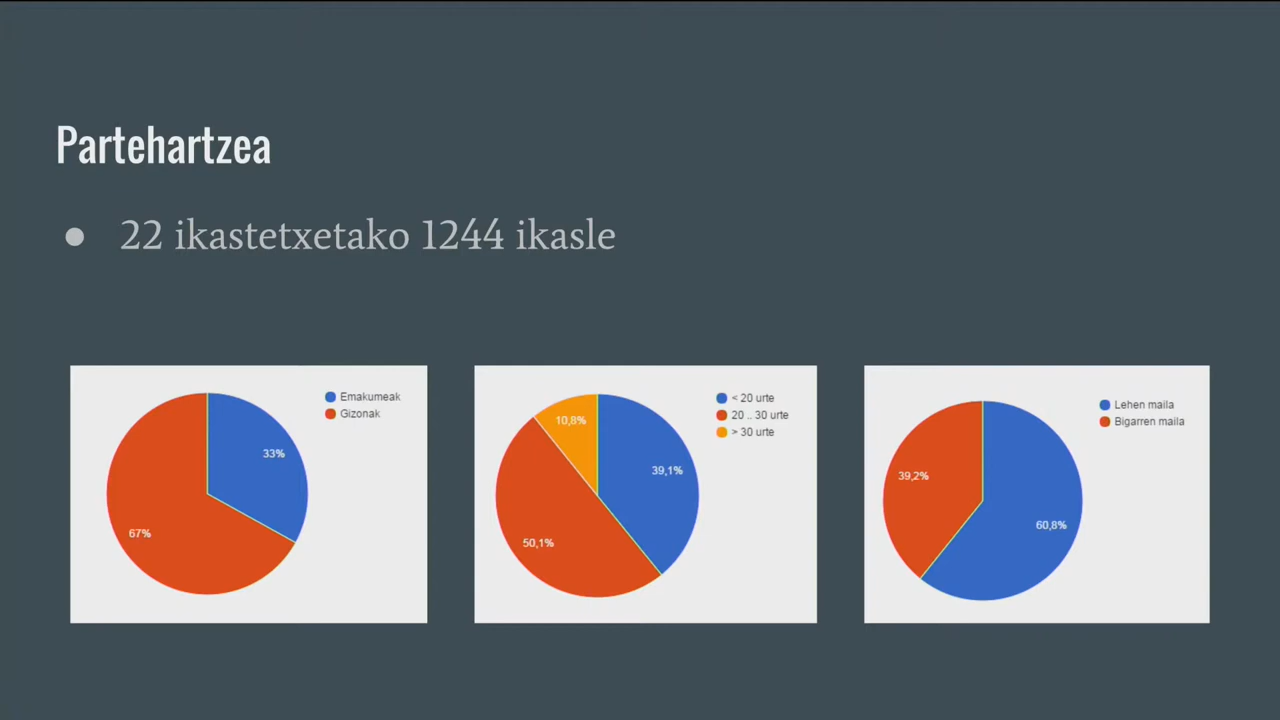 Partehartzea
● 22 ikastetxetako 1244 ikasle
Emakumeak
Gizonak
33%
67%
< 20 urte
20 .. 30 urte
> 30 urte
10,8%
39,1%
50,1%
Lehen maila
Bigarren maila
39,2%
60,8%